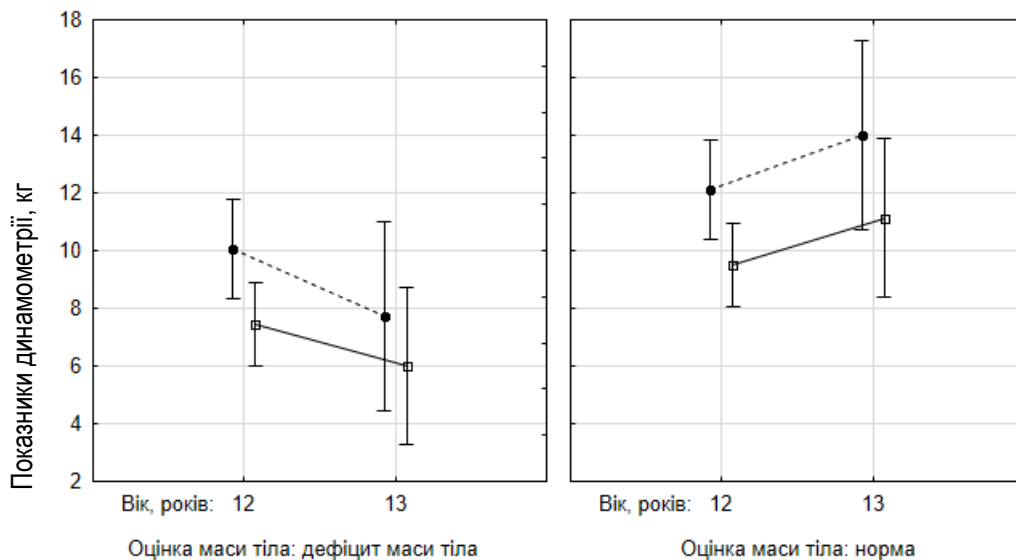 Показники динамометрії, кг
18
16
14
12
10
8
6
4
2
Вік, років: 12 13
Оцінка маси тіла: дефіцит маси тіла
Вік, років: 12 13
Оцінка маси тіла: норма